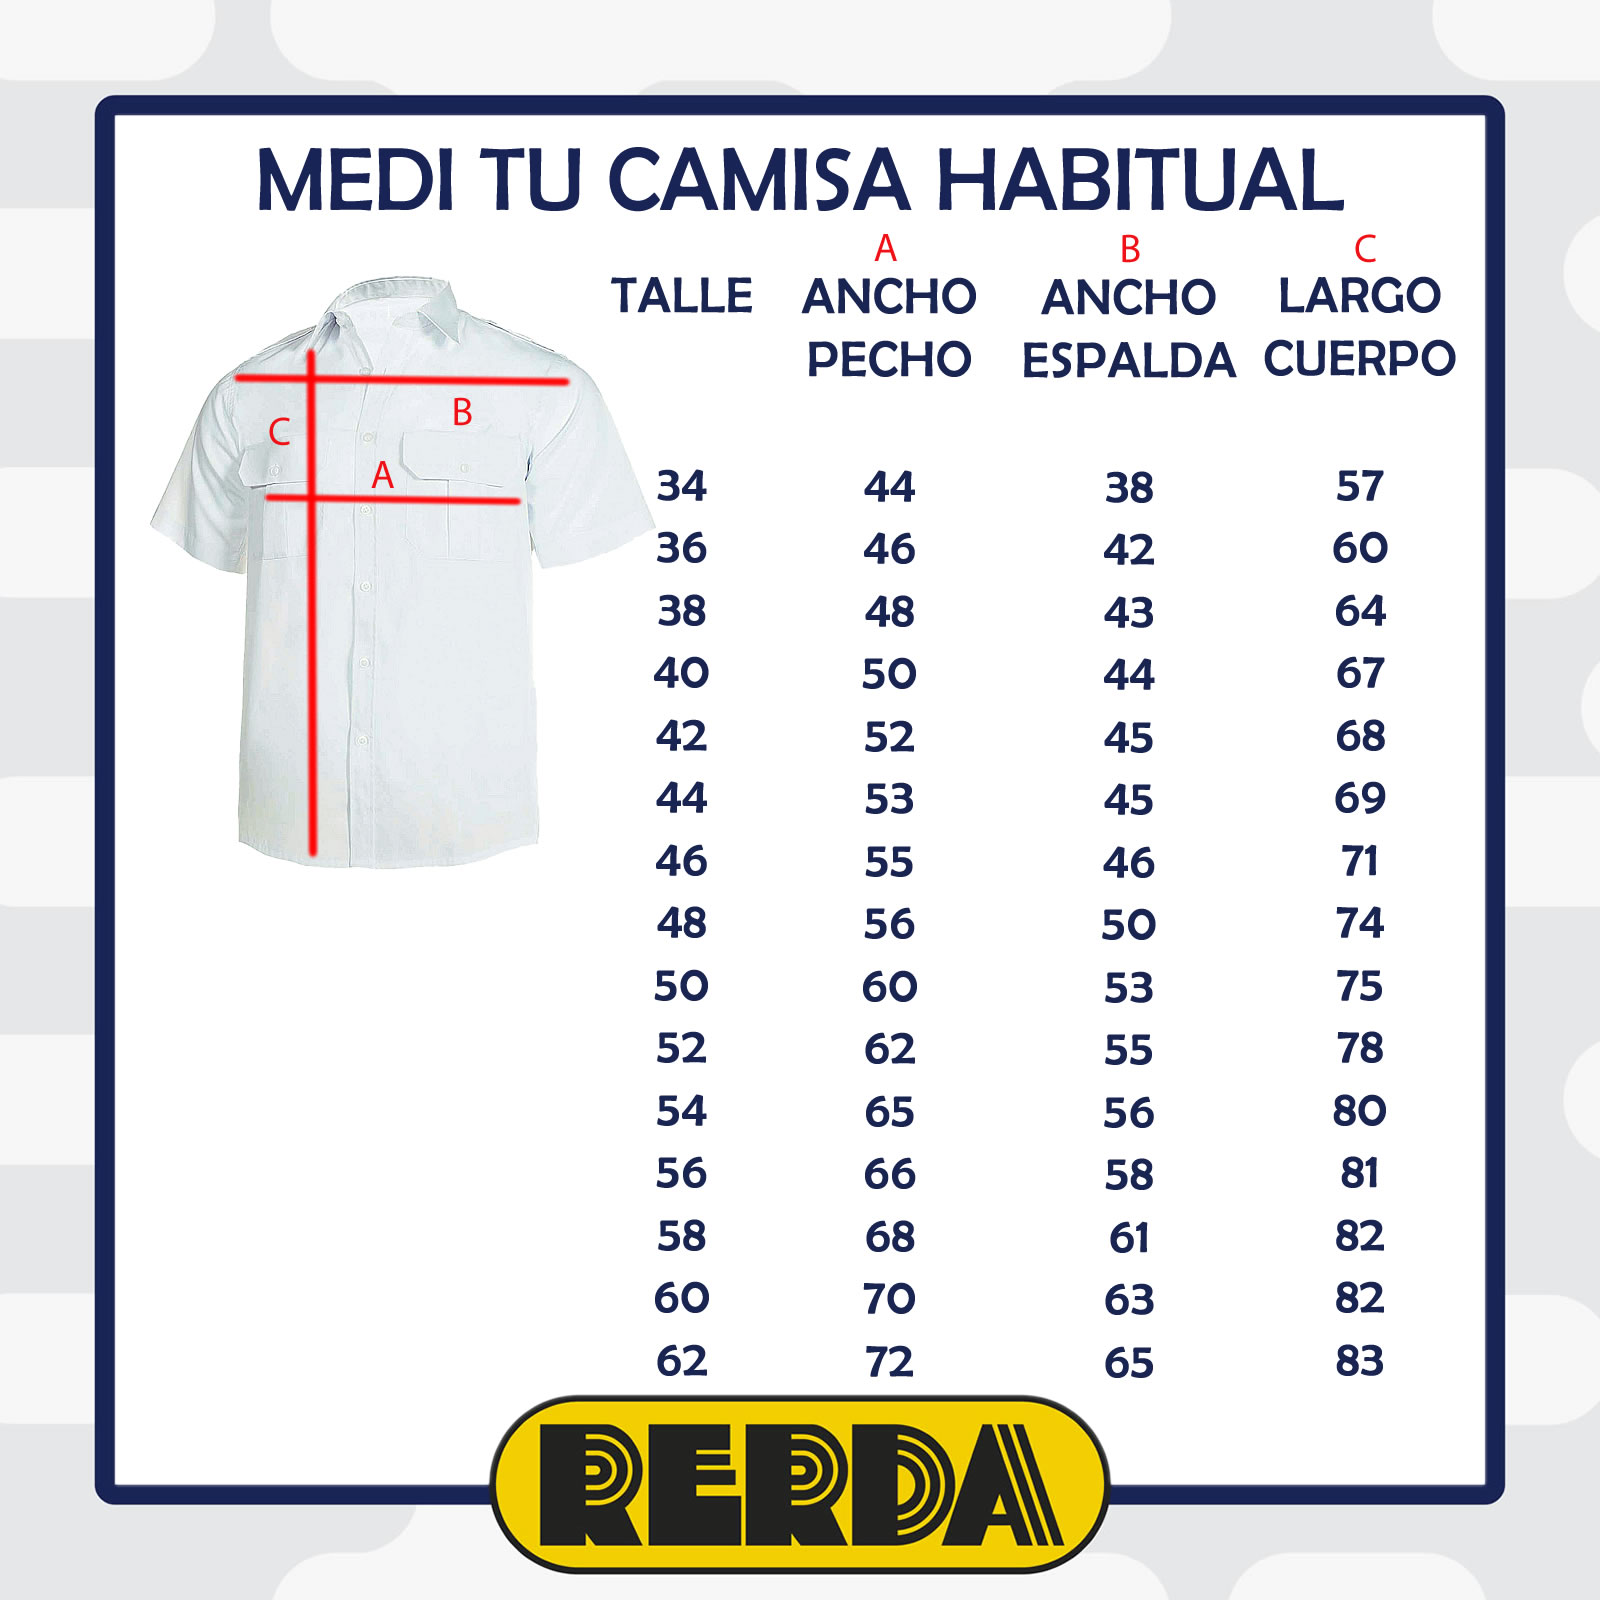 MEDI TU CAMISA HABITUAL
A B C
TALLE ANCHO ANCHO LARGO
PECHO ESPALDA CUERPO
B
C
A
34 44 38 57
36 46 42 60
38 48 43 64
40 50 44 67
42 52 45 68
44 53 45 69
46 55 46 71
48 56 50 74
50 60 53 75
52 62 55 78
54 65 56 80
56 66 58 81
58 68 61 82
60 70 63 82
62 72 65 83
RERDA